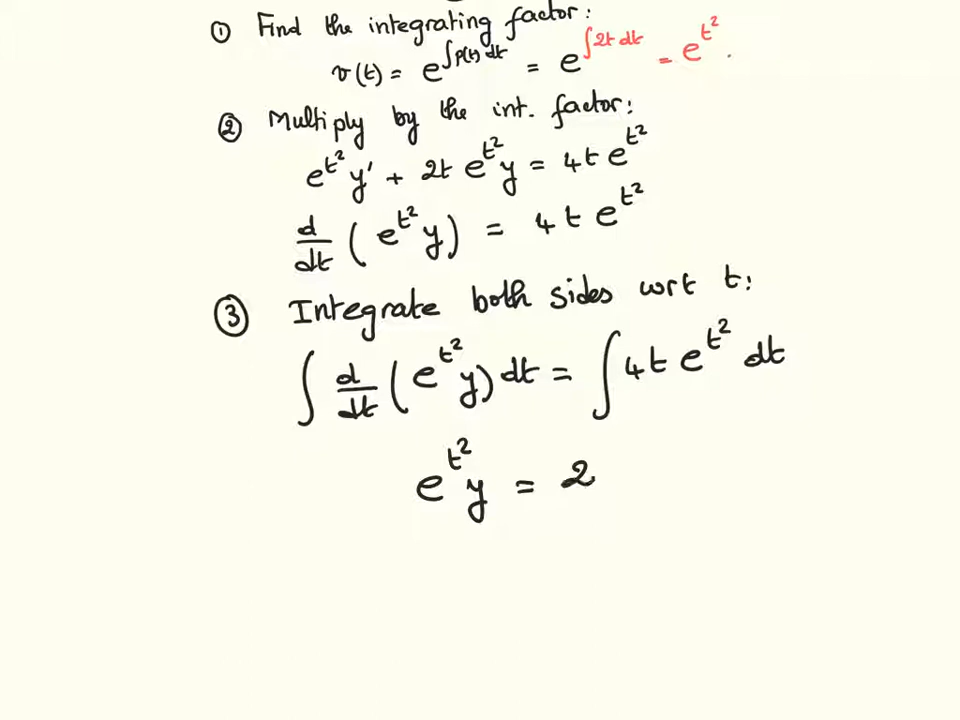 ① Find the integrating factor:
v(t) = e^{∫p(t) dt} = e^{∫2t dt} = e^{t²}.
② Multiply by the int. factor:
e^{t²} y' + 2t e^{t²} y = 4t e^{t²}
d/dt (e^{t²} y) = 4t e^{t²}
③ Integrate both sides wrt t:
∫ d/dt (e^{t²} y) dt = ∫ 4t e^{t²} dt
e^{t²} y = 2